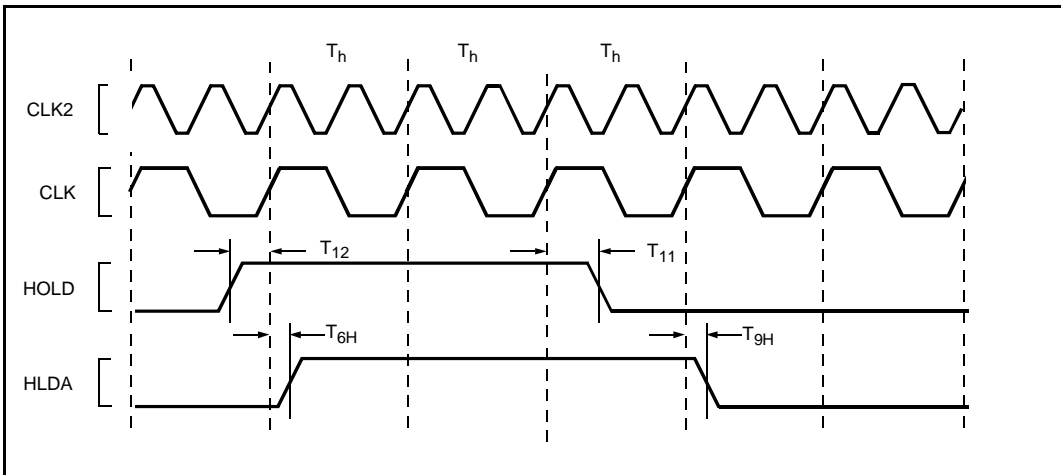 Th Th Th
CLK2
CLK
T12 T11
HOLD
T6H T9H
HLDA